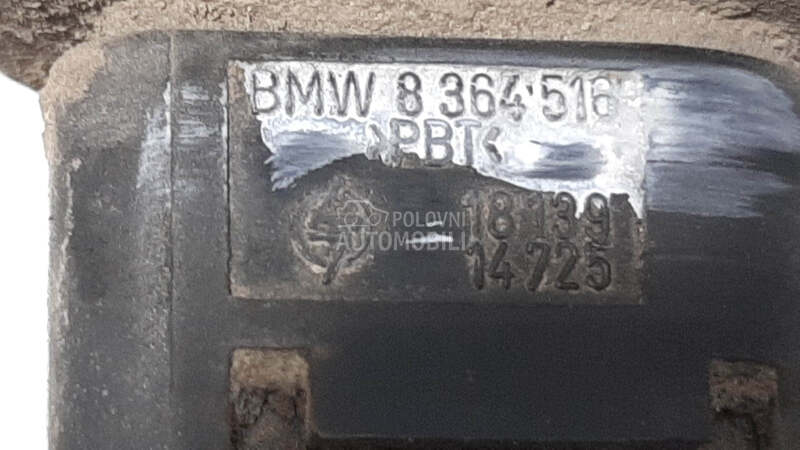 BMW 8 364 516
>PBT<
18139
14725
POLOVNI
AUTOMOBILI